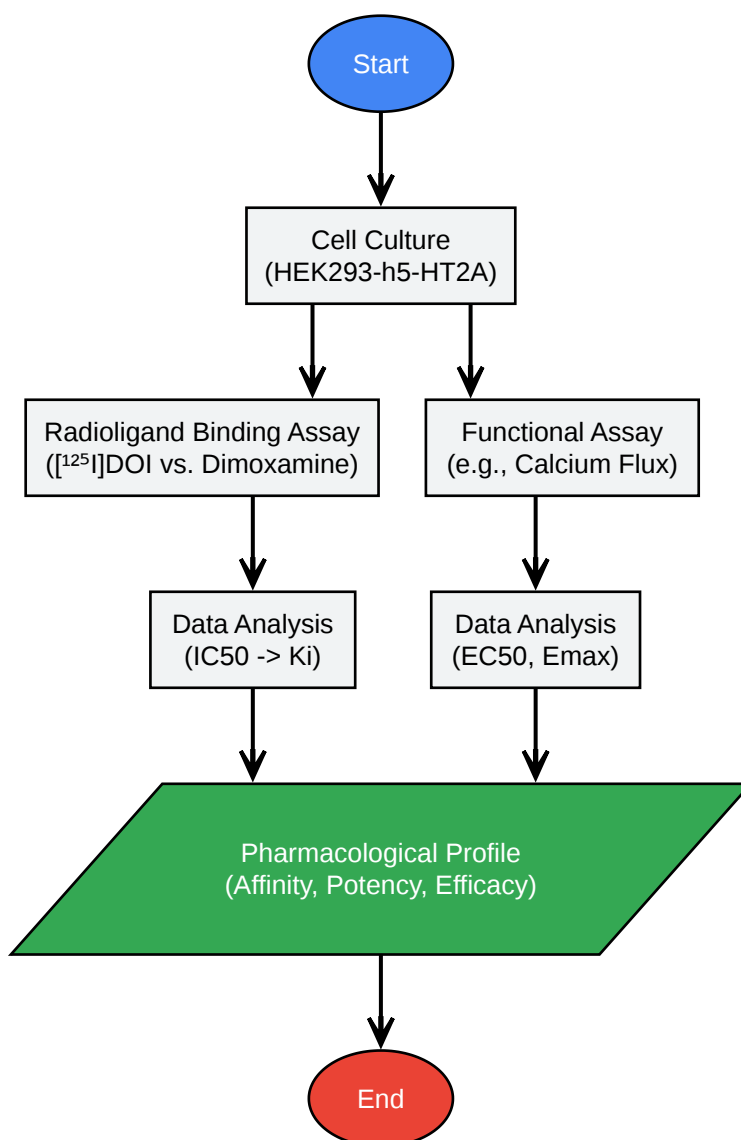 Start
Cell Culture
(HEK293-h5-HT2A)
Radioligand Binding Assay
([¹²⁵I]DOI vs. Dimoxamine)
Functional Assay
(e.g., Calcium Flux)
Data Analysis
(IC50 -> Ki)
Data Analysis
(EC50, Emax)
Pharmacological Profile
(Affinity, Potency, Efficacy)
End